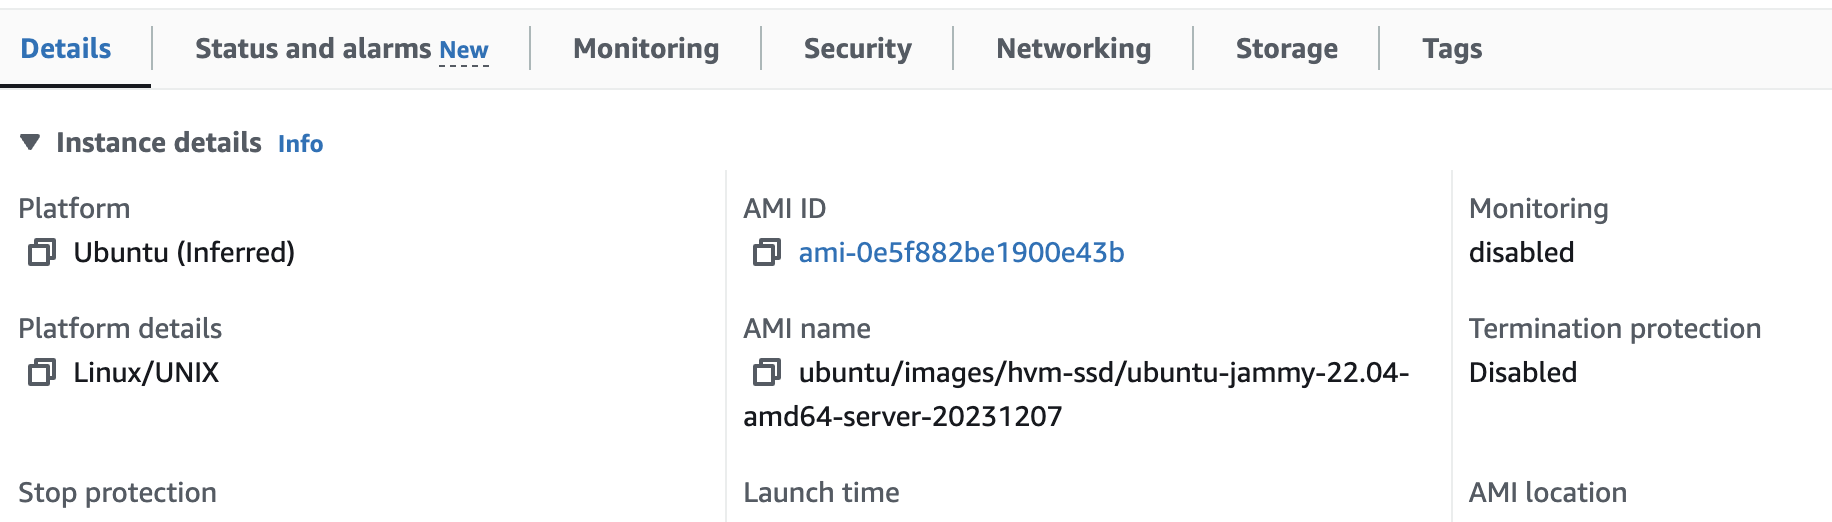 Details
Status and alarms New
Monitoring
Security
Networking
Storage
Tags
Instance details Info
Platform
Ubuntu (Inferred)
AMI ID
ami-0e5f882be1900e43b
Monitoring
disabled
Platform details
Linux/UNIX
AMI name
ubuntu/images/hvm-ssd/ubuntu-jammy-22.04-
amd64-server-20231207
Termination protection
Disabled
Stop protection
Launch time
AMI location